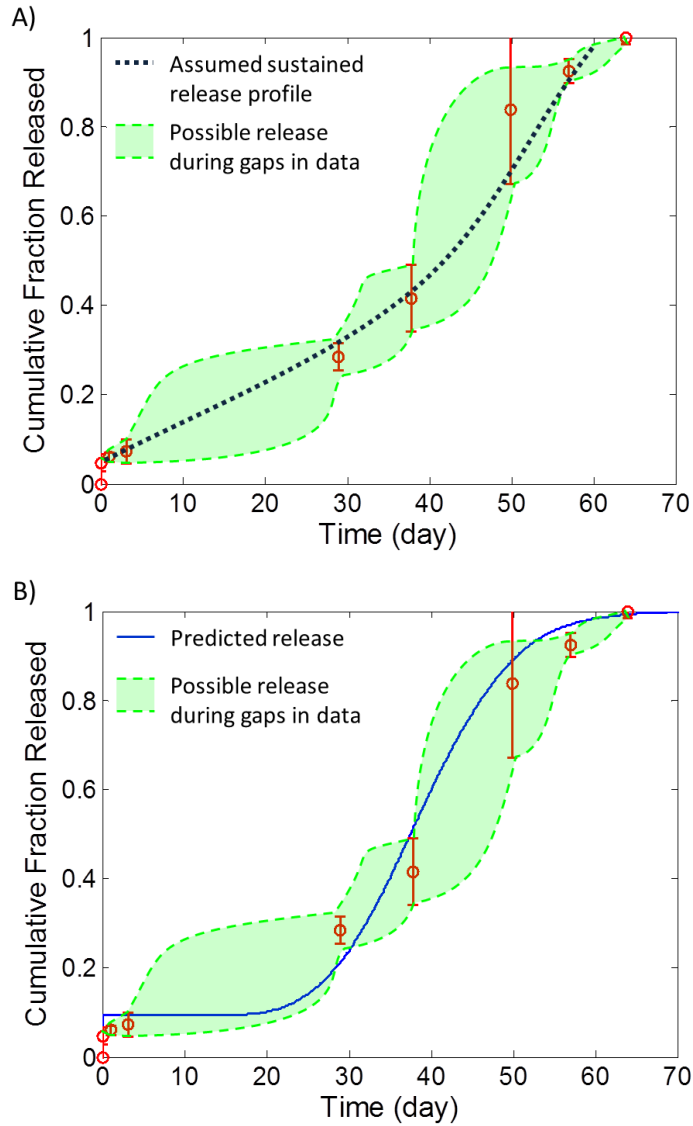 A)
1
0.8
0.6
0.4
0.2
0
Cumulative Fraction Released
Assumed sustained
release profile
Possible release
during gaps in data
0 10 20 30 40 50 60 70
Time (day)
B)
1
0.8
0.6
0.4
0.2
0
Cumulative Fraction Released
Predicted release
Possible release
during gaps in data
0 10 20 30 40 50 60 70
Time (day)